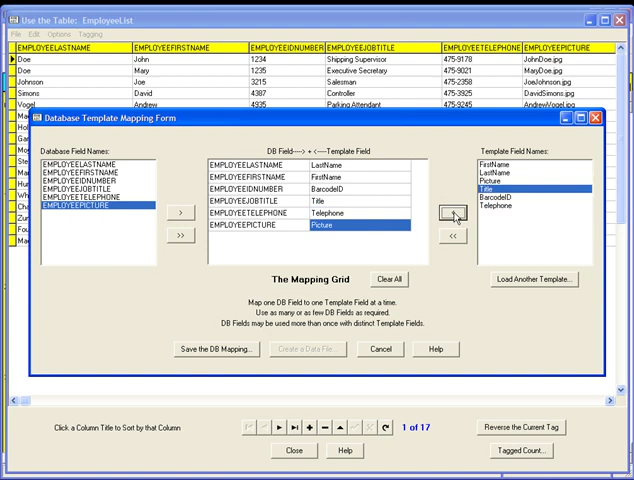 Use the Table: EmployeeList
File Edit Options Tagging
EMPLOYEELASTNAME EMPLOYEEFIRSTNAME EMPLOYEEIDNUMBER EMPLOYEEJOBTITLE EMPLOYEETELEPHONE EMPLOYEEPICTURE
Doe John 1234 Shipping Supervisor 475-9178 JohnDoe.jpg
Doe Mary 1235 Executive Secretary 475-9021 MaryDoe.jpg
Johnson Joe 3215 Salesman 475-2358 JoeJohnson.jpg
Simons David 4387 Controller 475-3925 DavidSimons.jpg
Vogel Andrew 4935 Parking Attendant 475-9245 AndrewVogel.jpg
Database Template Mapping Form
Database Field Names:
EMPLOYEELASTNAME
EMPLOYEEFIRSTNAME
EMPLOYEEIDNUMBER
EMPLOYEEJOBTITLE
EMPLOYEETELEPHONE
EMPLOYEEPICTURE
>
>>
DB Field----> + <----Template Field
EMPLOYEELASTNAME LastName
EMPLOYEEFIRSTNAME FirstName
EMPLOYEEIDNUMBER BarcodeID
EMPLOYEEJOBTITLE Title
EMPLOYEETELEPHONE Telephone
EMPLOYEEPICTURE Picture
<<
Template Field Names:
FirstName
LastName
Picture
Title
BarcodeID
Telephone
The Mapping Grid
Clear All
Load Another Template...
Map one DB Field to one Template Field at a time.
Use as many or as few DB Fields as required.
DB Fields may be used more than once with distinct Template Fields.
Save the DB Mapping...
Create a Data File...
Cancel
Help
Click a Column Title to Sort by that Column
1 of 17
Reverse the Current Tag
Close
Help
Tagged Count...